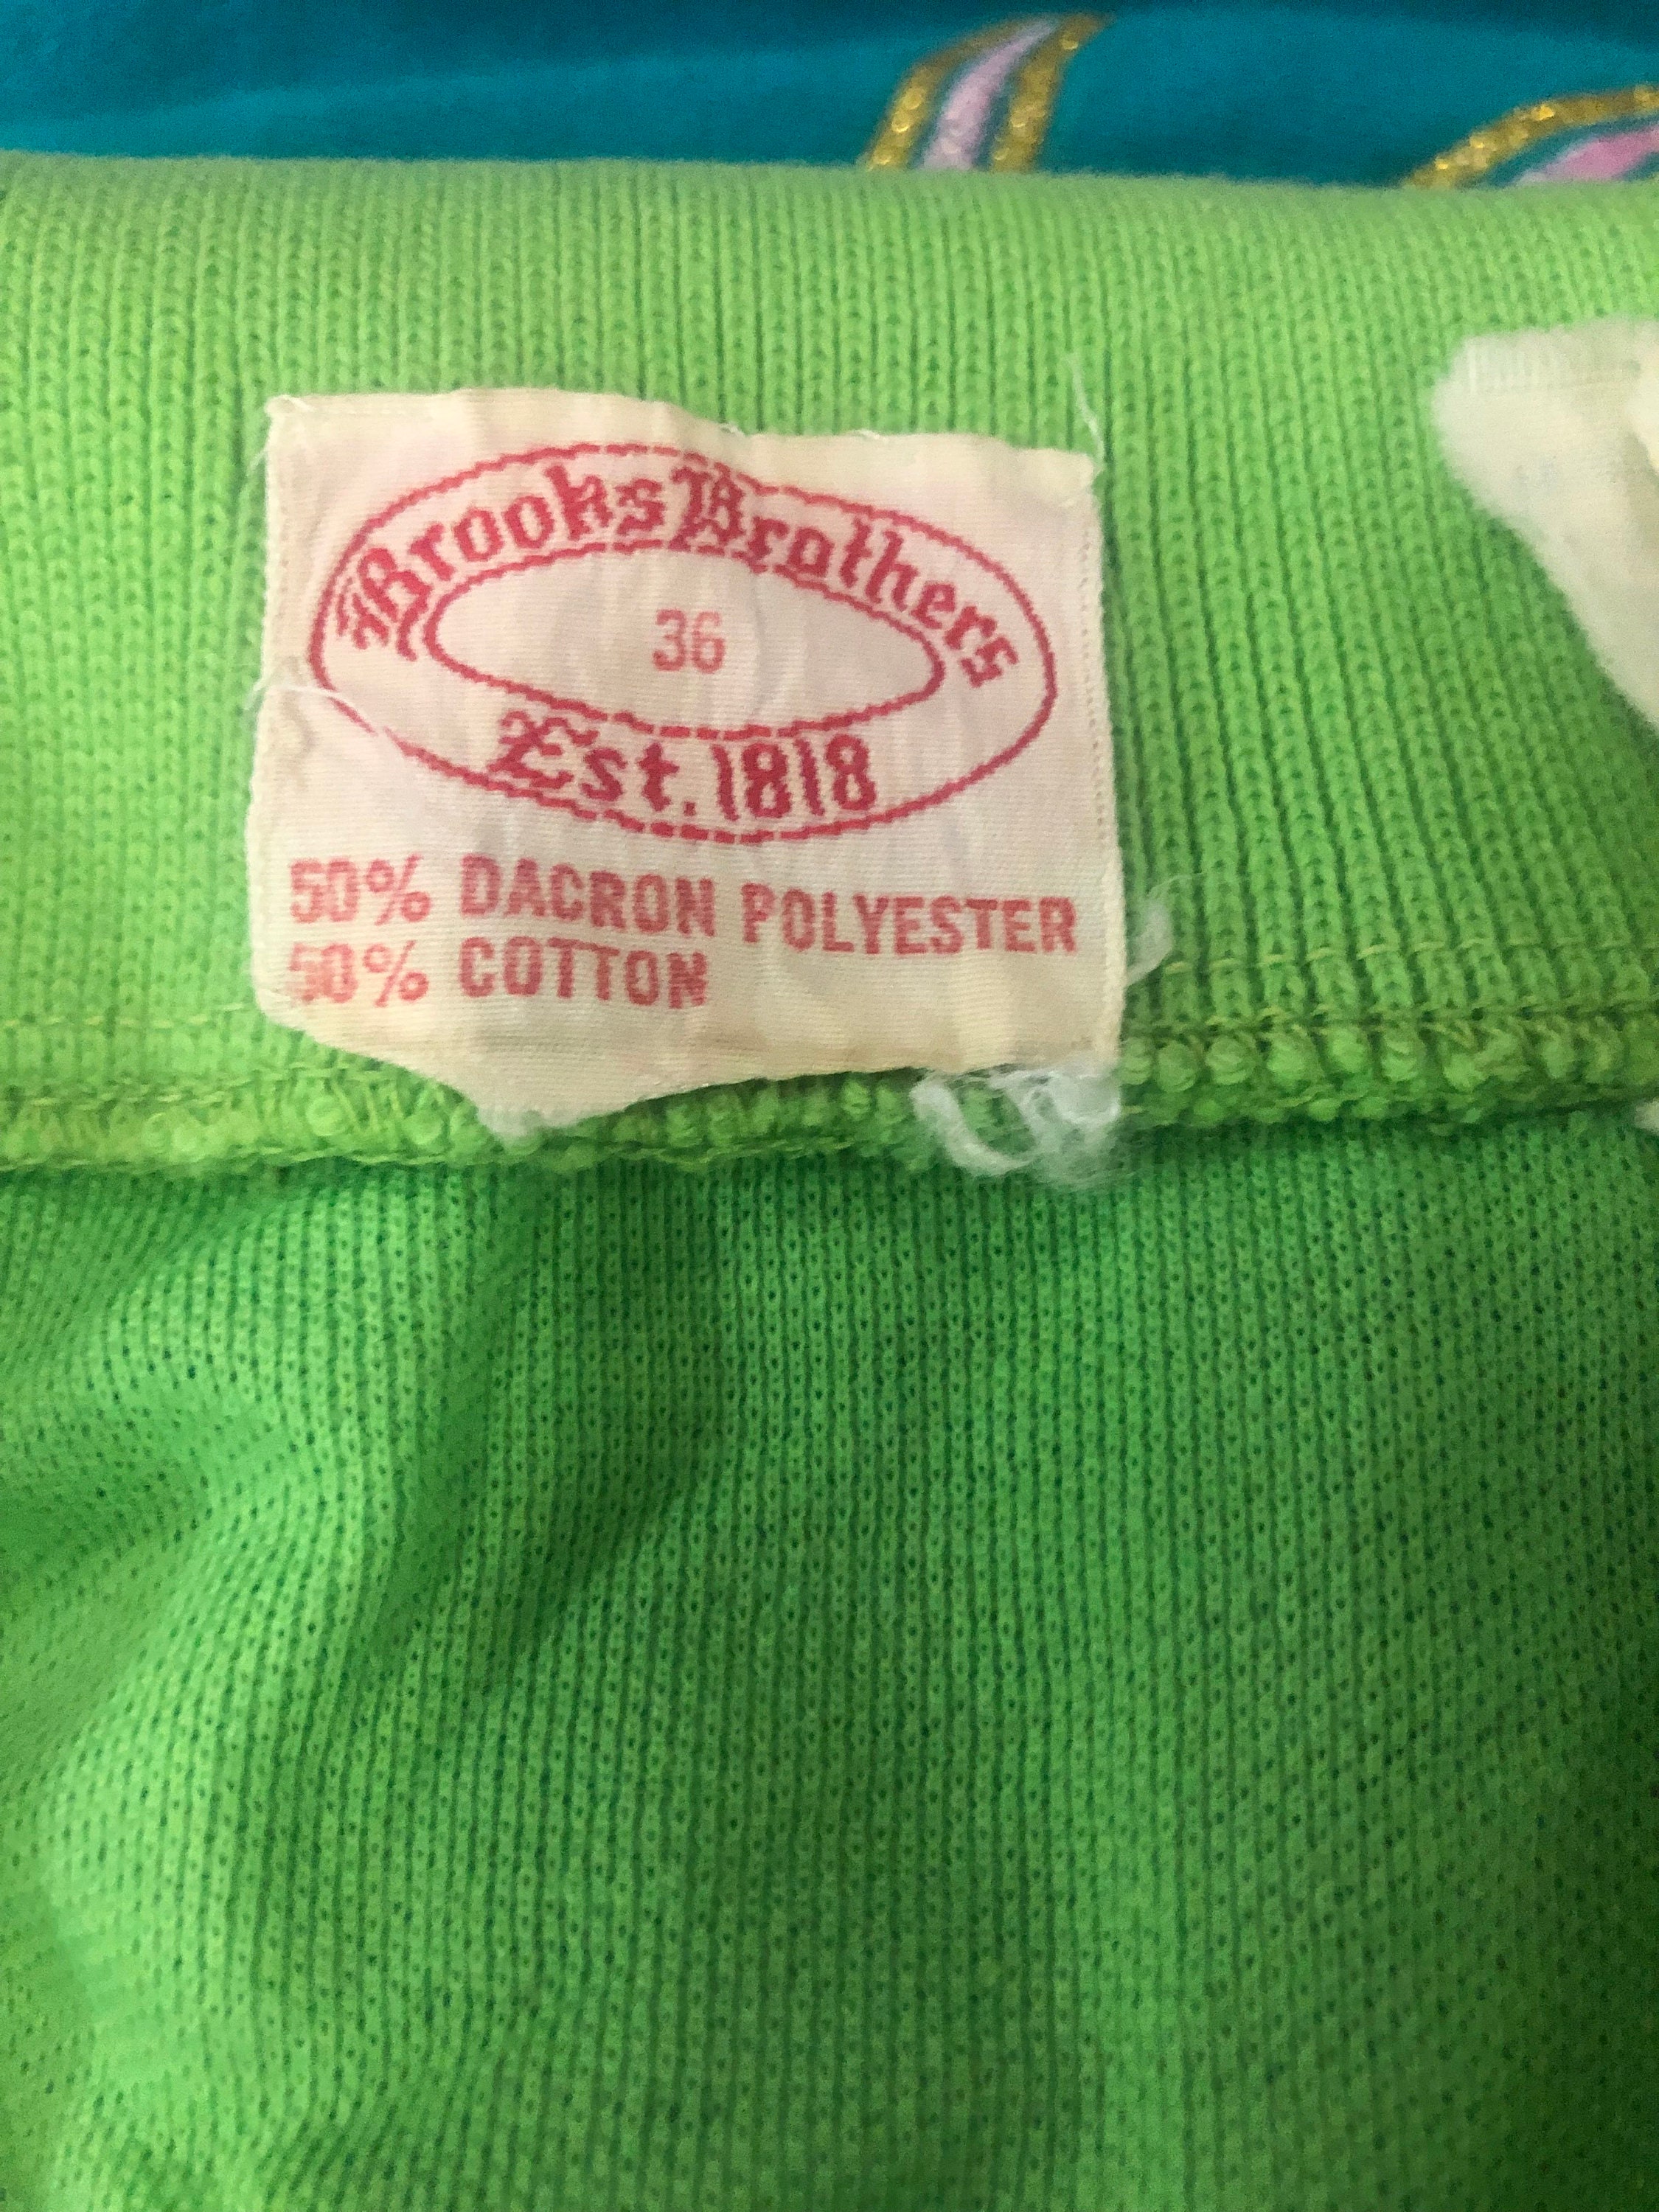 Brooks Brothers
36
Est. 1818
50% DACRON POLYESTER
50% COTTON